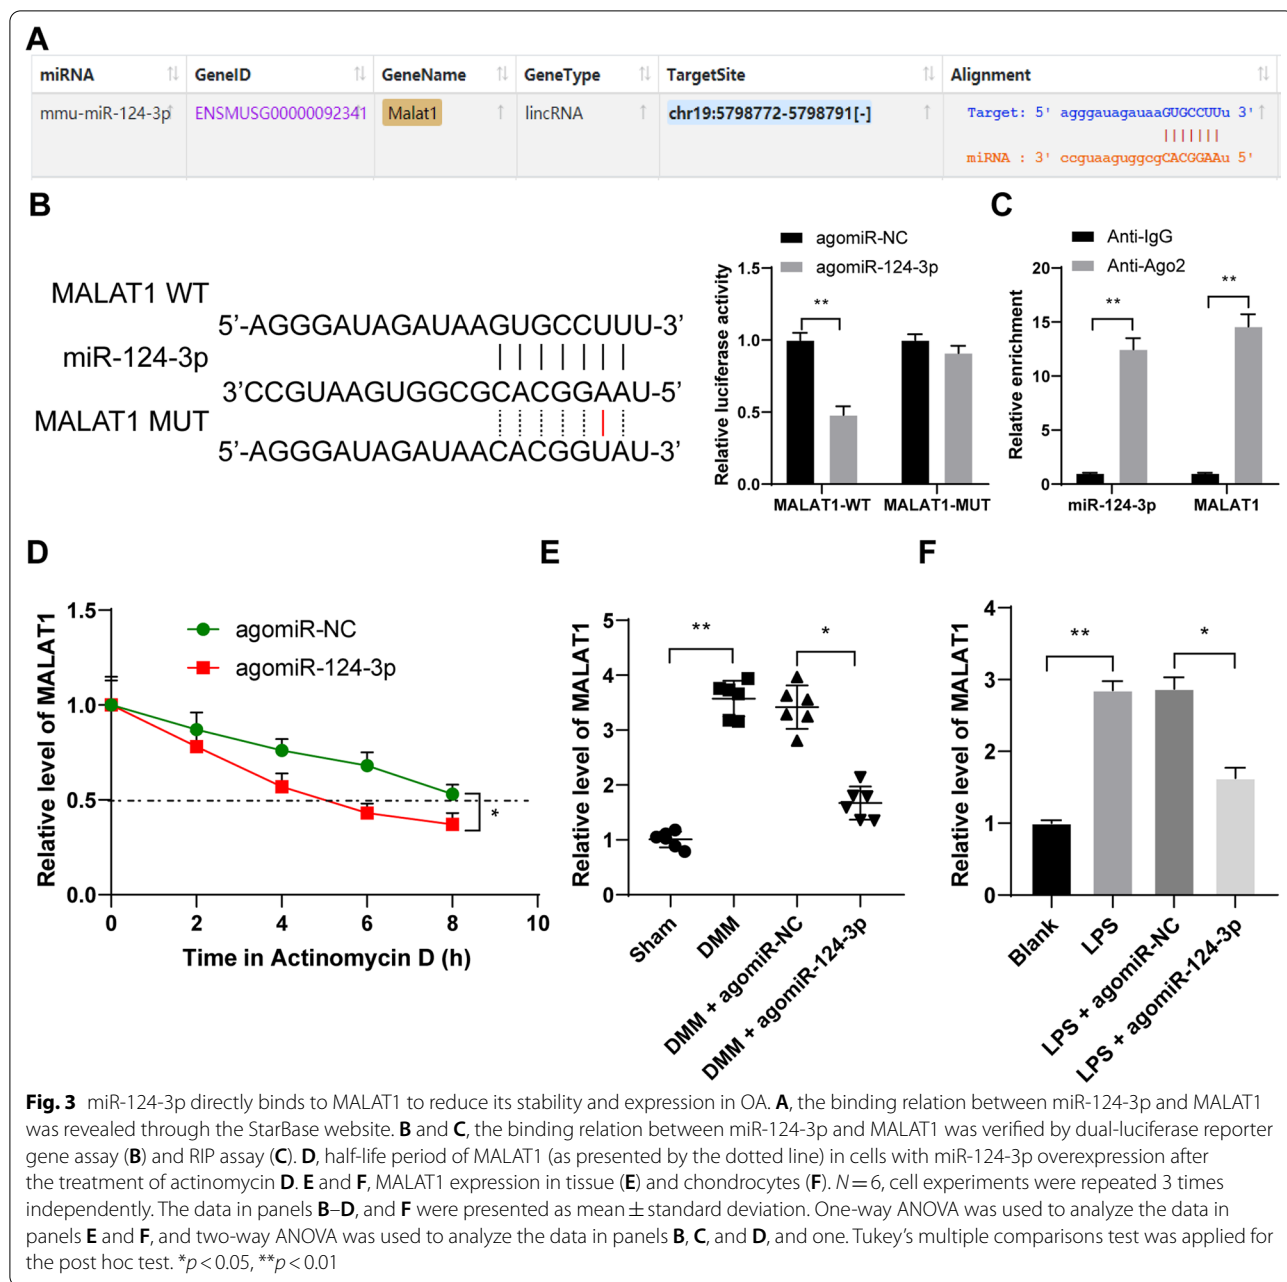 A
miRNA GeneID GeneName GeneType TargetSite Alignment
mmu-miR-124-3p ENSMUSG00000092341 Malat1 lincRNA chr19:5798772-5798791[-] Target: 5' agggauagauaaGUGCCUUu 3'
miRNA : 3' ccguaaguggcgCACGGAAu 5'
B
MALAT1 WT
5’-AGGGAUAGAUAAGUGCCUUU-3’
miR-124-3p
3’CCGUAAGUGGCGCACGGAAU-5’
MALAT1 MUT
5’-AGGGAUAGAUAACACGGUAU-3’
agomiR-NC
agomiR-124-3p
Relative luciferase activity
1.5
1.0
0.5
0.0
**
MALAT1-WT MALAT1-MUT
C
Anti-IgG
Anti-Ago2
Relative enrichment
20
15
10
5
0
** **
miR-124-3p MALAT1
D
agomiR-NC
agomiR-124-3p
Relative level of MALAT1
1.5
1.0
0.5
0.0
*
0 2 4 6 8 10
Time in Actinomycin D (h)
E
Relative level of MALAT1
5
4
3
2
1
0
** *
Sham
DMM
DMM + agomiR-NC
DMM + agomiR-124-3p
F
Relative level of MALAT1
4
3
2
1
0
** *
Blank
LPS
LPS + agomiR-NC
LPS + agomiR-124-3p
Fig. 3 miR-124-3p directly binds to MALAT1 to reduce its stability and expression in OA. A, the binding relation between miR-124-3p and MALAT1
was revealed through the StarBase website. B and C, the binding relation between miR-124-3p and MALAT1 was verified by dual-luciferase reporter
gene assay (B) and RIP assay (C). D, half-life period of MALAT1 (as presented by the dotted line) in cells with miR-124-3p overexpression after
the treatment of actinomycin D. E and F, MALAT1 expression in tissue (E) and chondrocytes (F). N = 6, cell experiments were repeated 3 times
independently. The data in panels B–D, and F were presented as mean ± standard deviation. One-way ANOVA was used to analyze the data in
panels E and F, and two-way ANOVA was used to analyze the data in panels B, C, and D, and one. Tukey’s multiple comparisons test was applied for
the post hoc test. *p < 0.05, **p < 0.01